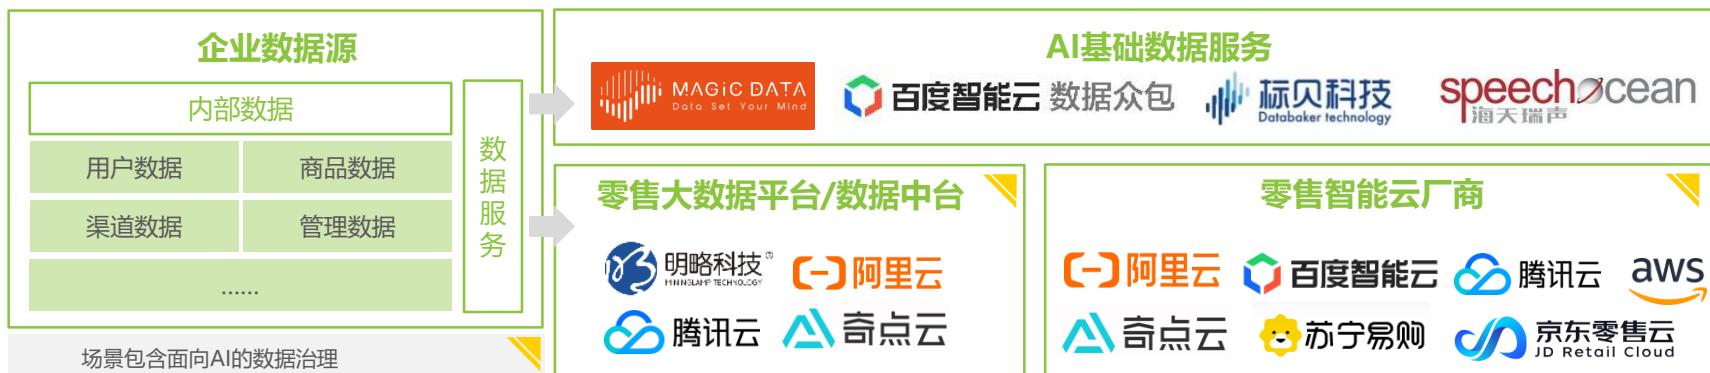 企业数据源
内部数据
用户数据
商品数据
渠道数据
管理数据
......
数据服务
场景包含面向AI的数据治理
AI基础数据服务
MAGIC DATA
Data Set Your Mind
百度智能云 数据众包
标贝科技
Databaker technology
speechocean
海天瑞声
零售大数据平台/数据中台
明略科技®
MININGLAMP TECHNOLOGY
阿里云
腾讯云
奇点云
零售智能云厂商
阿里云
百度智能云
腾讯云
aws
奇点云
苏宁易购
京东零售云
JD Retail Cloud